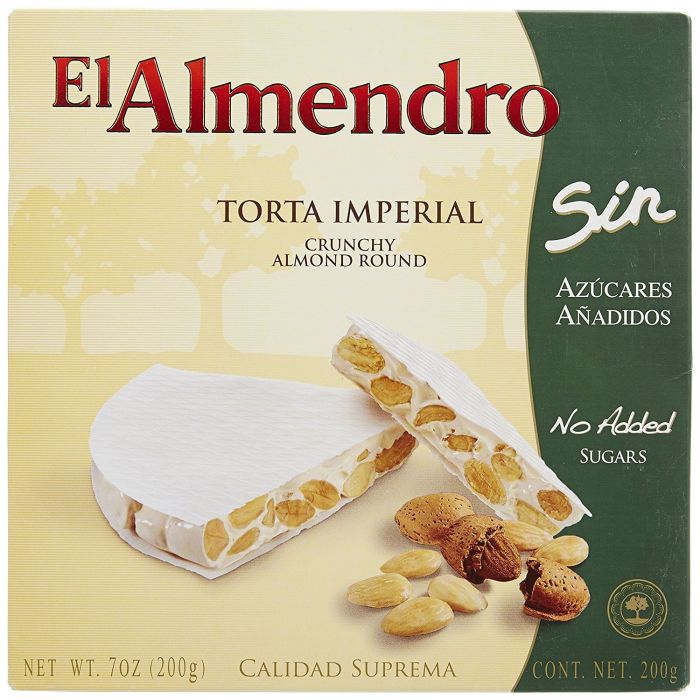 El Almendro
TORTA IMPERIAL
CRUNCHY
ALMOND ROUND
Sin
AZÚCARES
AÑADIDOS
No Added
SUGARS
NET WT. 7OZ (200g)
CALIDAD SUPREMA
CONT. NET. 200g